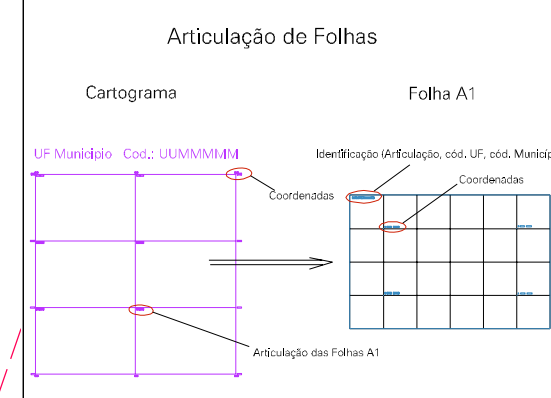 Articulação de Folhas
Cartograma
Folha A1
UF Municipio Cod.: UUMMMMM
Identificação (Articulação, cód. UF, cód. Municíp
Coordenadas
Coordenadas
Articulação das Folhas A1